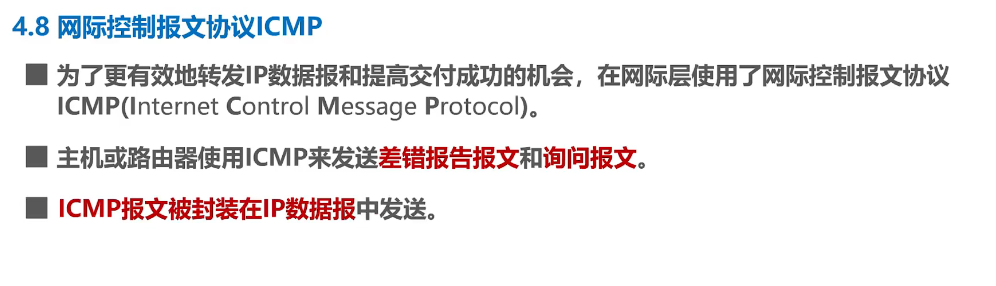 4.8 网际控制报文协议ICMP
为了更有效地转发IP数据报和提高交付成功的机会，在网际层使用了网际控制报文协议
ICMP(Internet Control Message Protocol)。
主机或路由器使用ICMP来发送差错报告报文和询问报文。
ICMP报文被封装在IP数据报中发送。